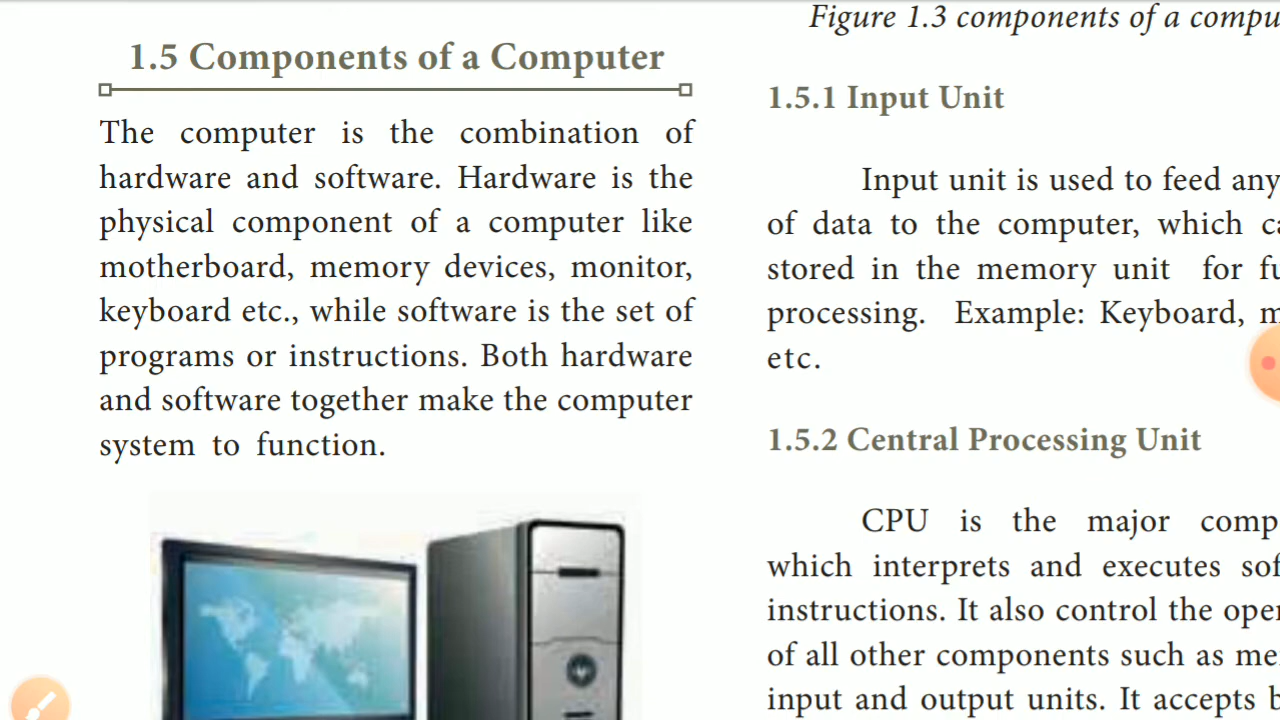 1.5 Components of a Computer
The computer is the combination of
hardware and software. Hardware is the
physical component of a computer like
motherboard, memory devices, monitor,
keyboard etc., while software is the set of
programs or instructions. Both hardware
and software together make the computer
system to function.
Figure 1.3 components of a compu
1.5.1 Input Unit
Input unit is used to feed any
of data to the computer, which ca
stored in the memory unit for fu
processing. Example: Keyboard, m
etc.
1.5.2 Central Processing Unit
CPU is the major comp
which interprets and executes sof
instructions. It also control the oper
of all other components such as me
input and output units. It accepts b